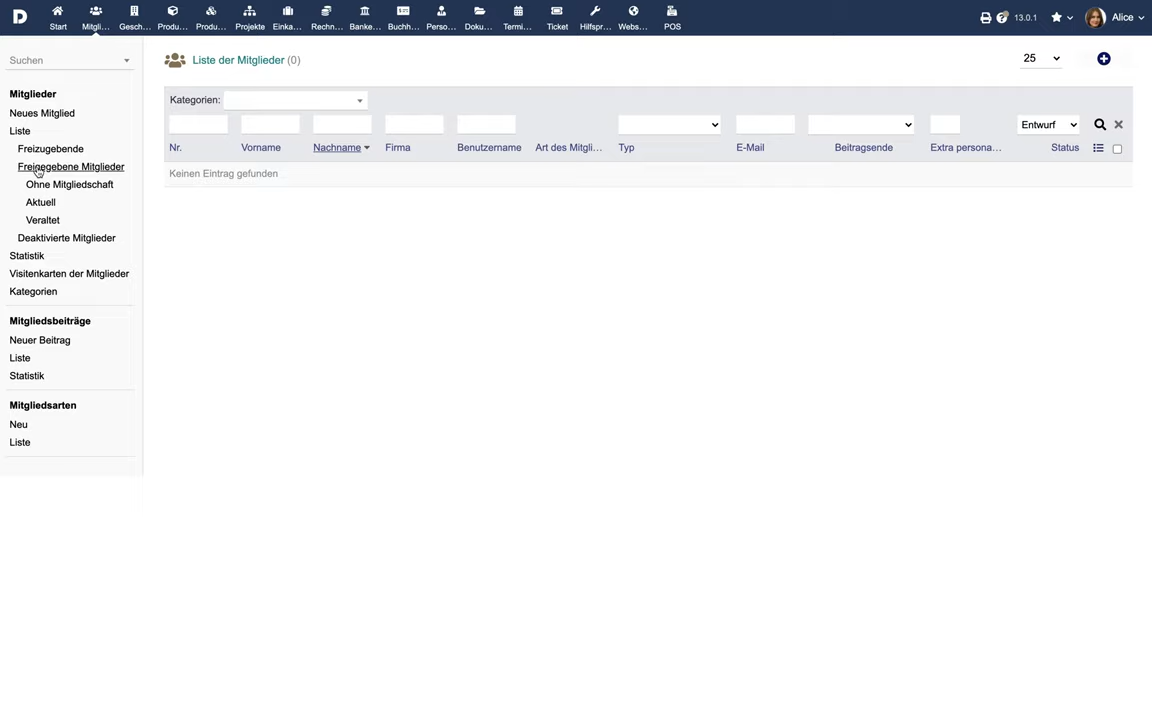 D
Start
Mitgli...
Gesch...
Produ...
Produ...
Projekte
Einka...
Rechn...
Banke...
Buchh...
Perso...
Doku...
Termi...
Ticket
Hilfspr...
Webs...
POS
13.0.1
Alice
Suchen
Mitglieder
Neues Mitglied
Liste
Freizugebende
Freigegebene Mitglieder
Ohne Mitgliedschaft
Aktuell
Veraltet
Deaktivierte Mitglieder
Statistik
Visitenkarten der Mitglieder
Kategorien
Mitgliedsbeiträge
Neuer Beitrag
Liste
Statistik
Mitgliedsarten
Neu
Liste
Liste der Mitglieder (0)
25
Kategorien:
Entwurf
Nr. Vorname Nachname Firma Benutzername Art des Mitgli... Typ E-Mail Beitragsende Extra persona... Status
Keinen Eintrag gefunden